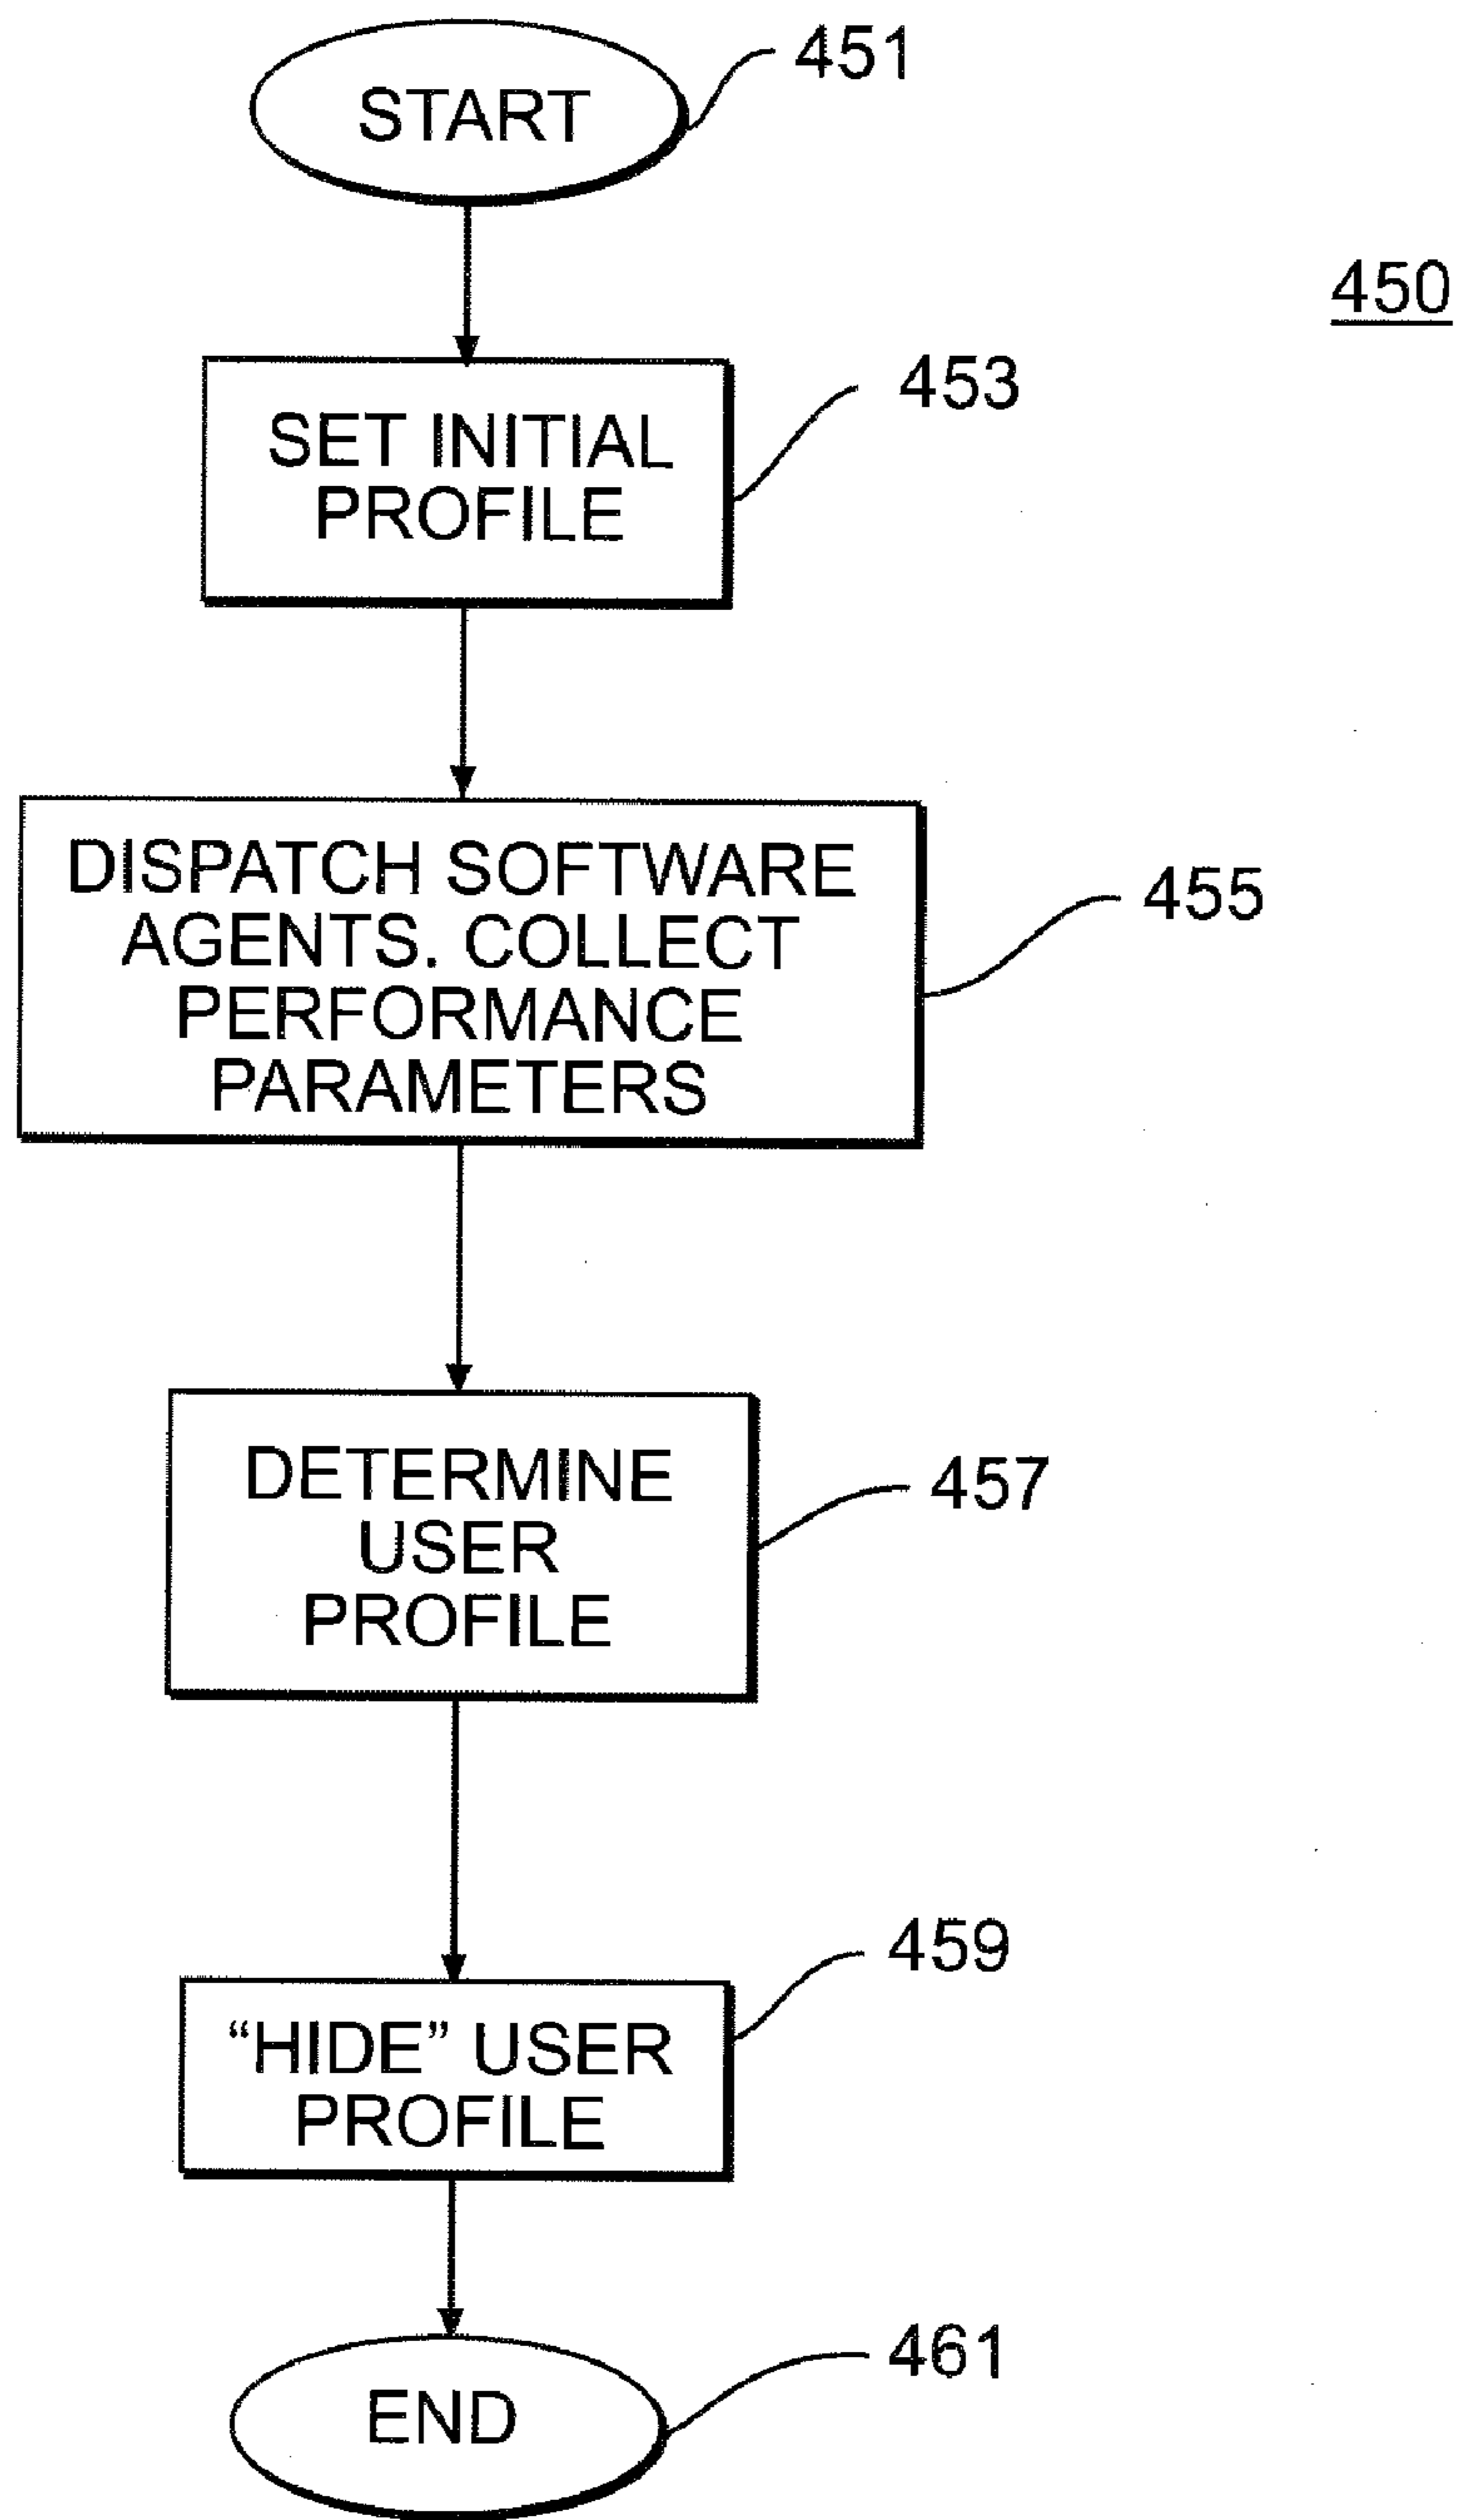 START
451
450
SET INITIAL
PROFILE
453
DISPATCH SOFTWARE
AGENTS. COLLECT
PERFORMANCE
PARAMETERS
455
DETERMINE
USER
PROFILE
457
“HIDE” USER
PROFILE
459
END
461